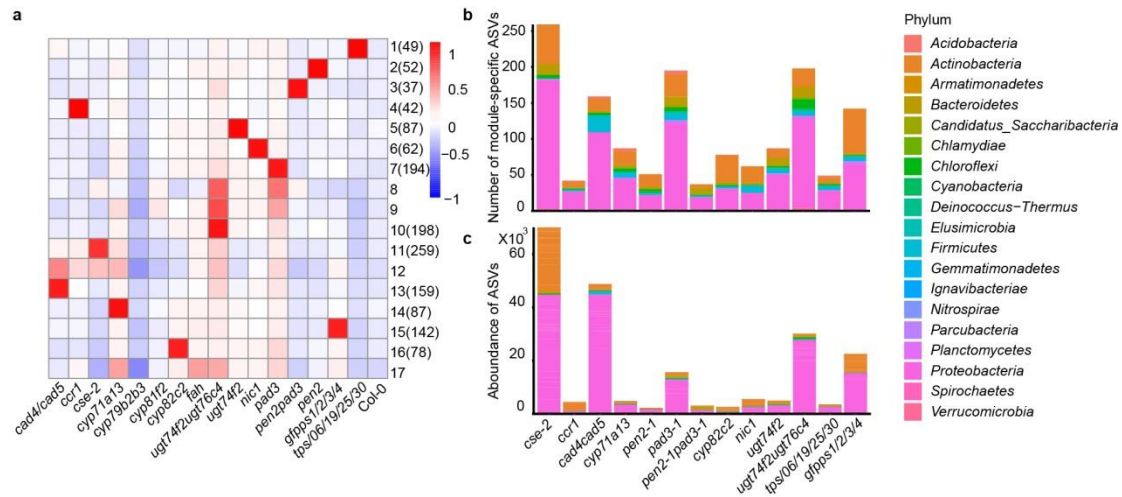 a
1(49)
2(52)
3(37)
4(42)
5(87)
6(62)
7(194)
8
9
10(198)
11(259)
12
13(159)
14(87)
15(142)
16(78)
17
1
0.5
0
−0.5
−1
cad4/cad5
ccr1
cse-2
cyp71a13
cyp79b2b3
cyp81f2
cyp82c2
fah
ugt74f2ugt76c4
ugt74f2
nic1
pad3
pen2pad3
pen2
gfpps1/2/3/4
tps/06/19/25/30
Col-0
b
Number of module-specific ASVs
250
200
150
100
50
0
c
X10³
Aboundance of ASVs
60
40
20
0
cse-2
ccr1
cad4cad5
cyp71a13
pen2-1
pad3-1
pen2-1pad3-1
cyp82c2
nic1
ugt74f2
ugt74f2ugt76c4
tps/06/19/25/30
gfpps1/2/3/4
Phylum
Acidobacteria
Actinobacteria
Armatimonadetes
Bacteroidetes
Candidatus_Saccharibacteria
Chlamydiae
Chloroflexi
Cyanobacteria
Deinococcus−Thermus
Elusimicrobia
Firmicutes
Gemmatimonadetes
Ignavibacteriae
Nitrospirae
Parcubacteria
Planctomycetes
Proteobacteria
Spirochaetes
Verrucomicrobia